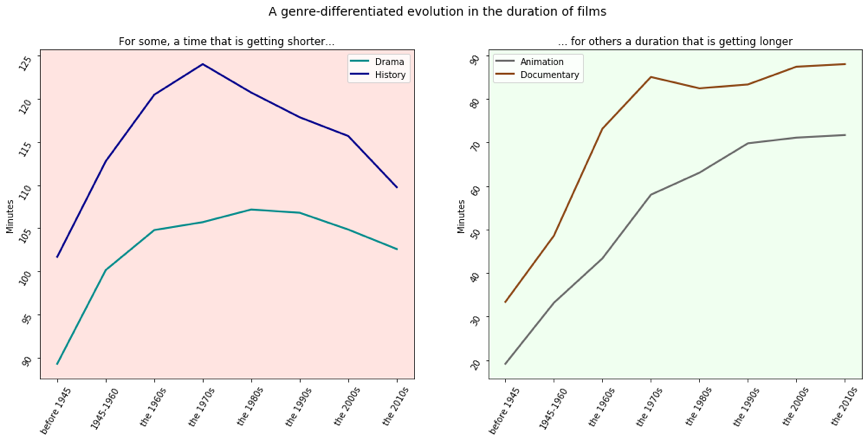 A genre-differentiated evolution in the duration of films
For some, a time that is getting shorter...
Drama
History
Minutes
125
120
115
110
105
100
95
90
before 1945
1945-1960
the 1960s
the 1970s
the 1980s
the 1990s
the 2000s
the 2010s
... for others a duration that is getting longer
Animation
Documentary
Minutes
90
80
70
60
50
40
30
20
before 1945
1945-1960
the 1960s
the 1970s
the 1980s
the 1990s
the 2000s
the 2010s